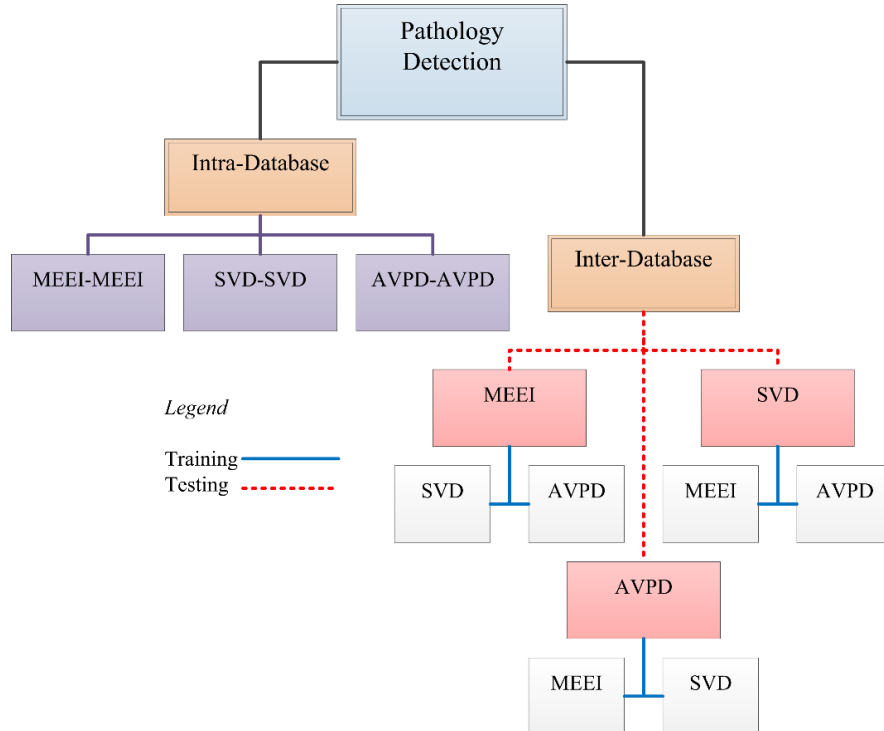 Pathology
Detection
Intra-Database
Inter-Database
MEEI-MEEI
SVD-SVD
AVPD-AVPD
MEEI
SVD
Legend
Training
Testing
SVD
AVPD
MEEI
AVPD
AVPD
MEEI
SVD